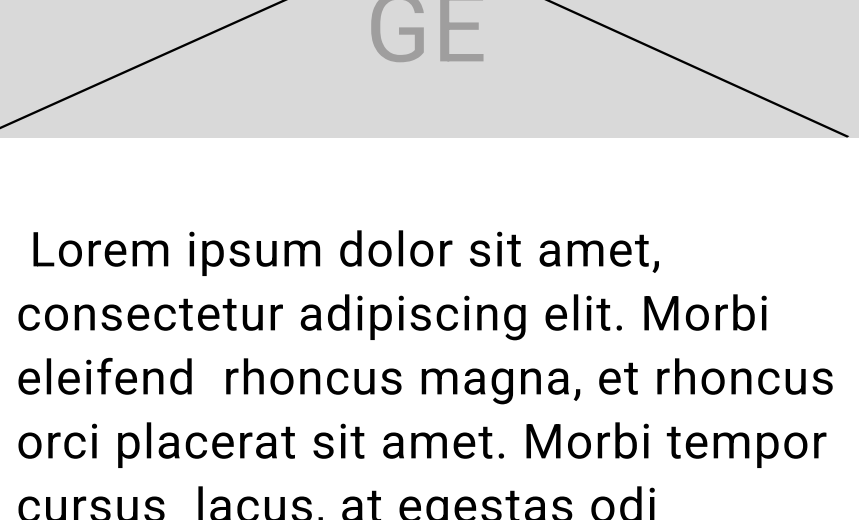 GE
Lorem ipsum dolor sit amet,
consectetur adipiscing elit. Morbi
eleifend  rhoncus magna, et rhoncus
orci placerat sit amet. Morbi tempor
cursus  lacus, at egestas odi